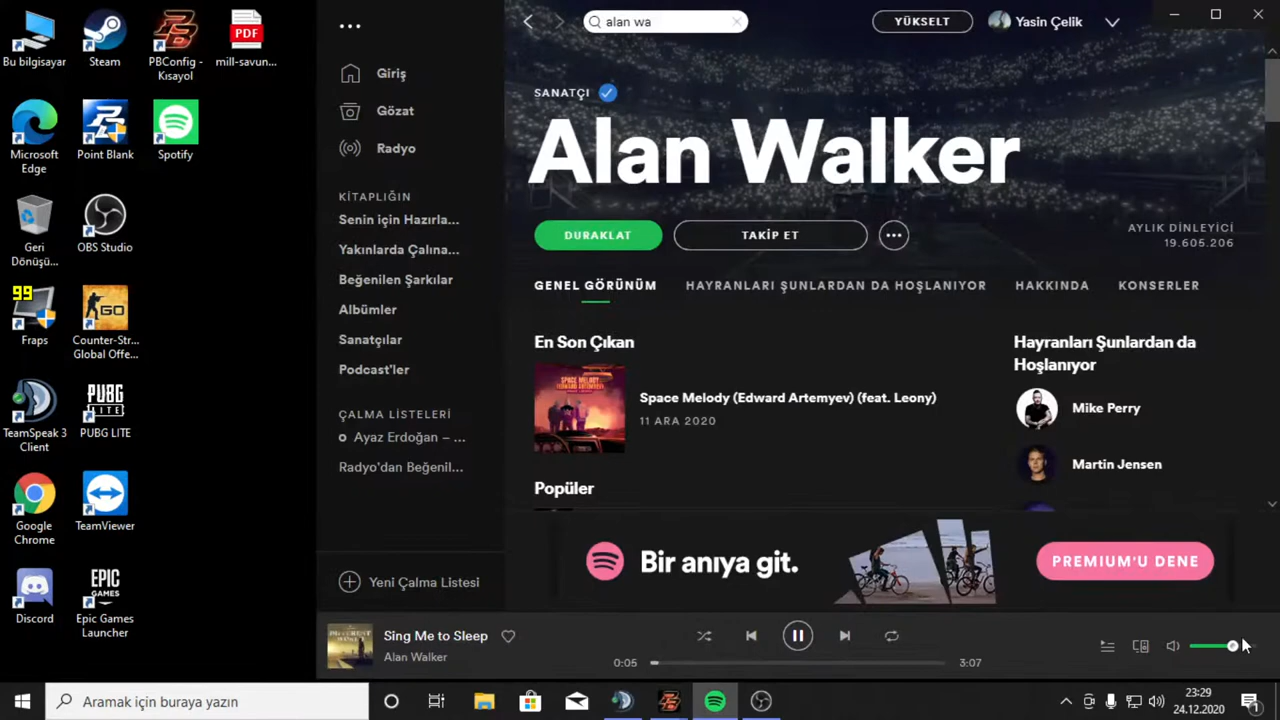 Bu bilgisayar
Steam
PBConfig -
Kısayol
PDF
mill-savun...
Microsoft
Edge
Point Blank
Spotify
Geri
Dönüşü...
OBS Studio
99
Fraps
GO
Counter-Str...
Global Offe...
TeamSpeak 3
Client
PUBG
LITE
PUBG LITE
Google
Chrome
TeamViewer
Discord
EPIC
GAMES
Epic Games
Launcher
alan wa
YÜKSELT
Yasin Çelik
Giriş
Gözat
Radyo
KİTAPLIĞIN
Senin için Hazırla...
Yakınlarda Çalına...
Beğenilen Şarkılar
Albümler
Sanatçılar
Podcast'ler
ÇALMA LİSTELERİ
Ayaz Erdoğan – ...
Radyo'dan Beğenil...
Yeni Çalma Listesi
SANATÇI
Alan Walker
DURAKLAT
TAKİP ET
AYLIK DİNLEYİCİ
19.605.206
GENEL GÖRÜNÜM
HAYRANLARI ŞUNLARDAN DA HOŞLANIYOR
HAKKINDA
KONSERLER
En Son Çıkan
SPACE MELODY
Space Melody (Edward Artemyev) (feat. Leony)
11 ARA 2020
Popüler
Hayranları Şunlardan da
Hoşlanıyor
Mike Perry
Martin Jensen
Bir anıya git.
PREMIUM'U DENE
Sing Me to Sleep
Alan Walker
0:05
3:07
Aramak için buraya yazın
23:29
24.12.2020
1